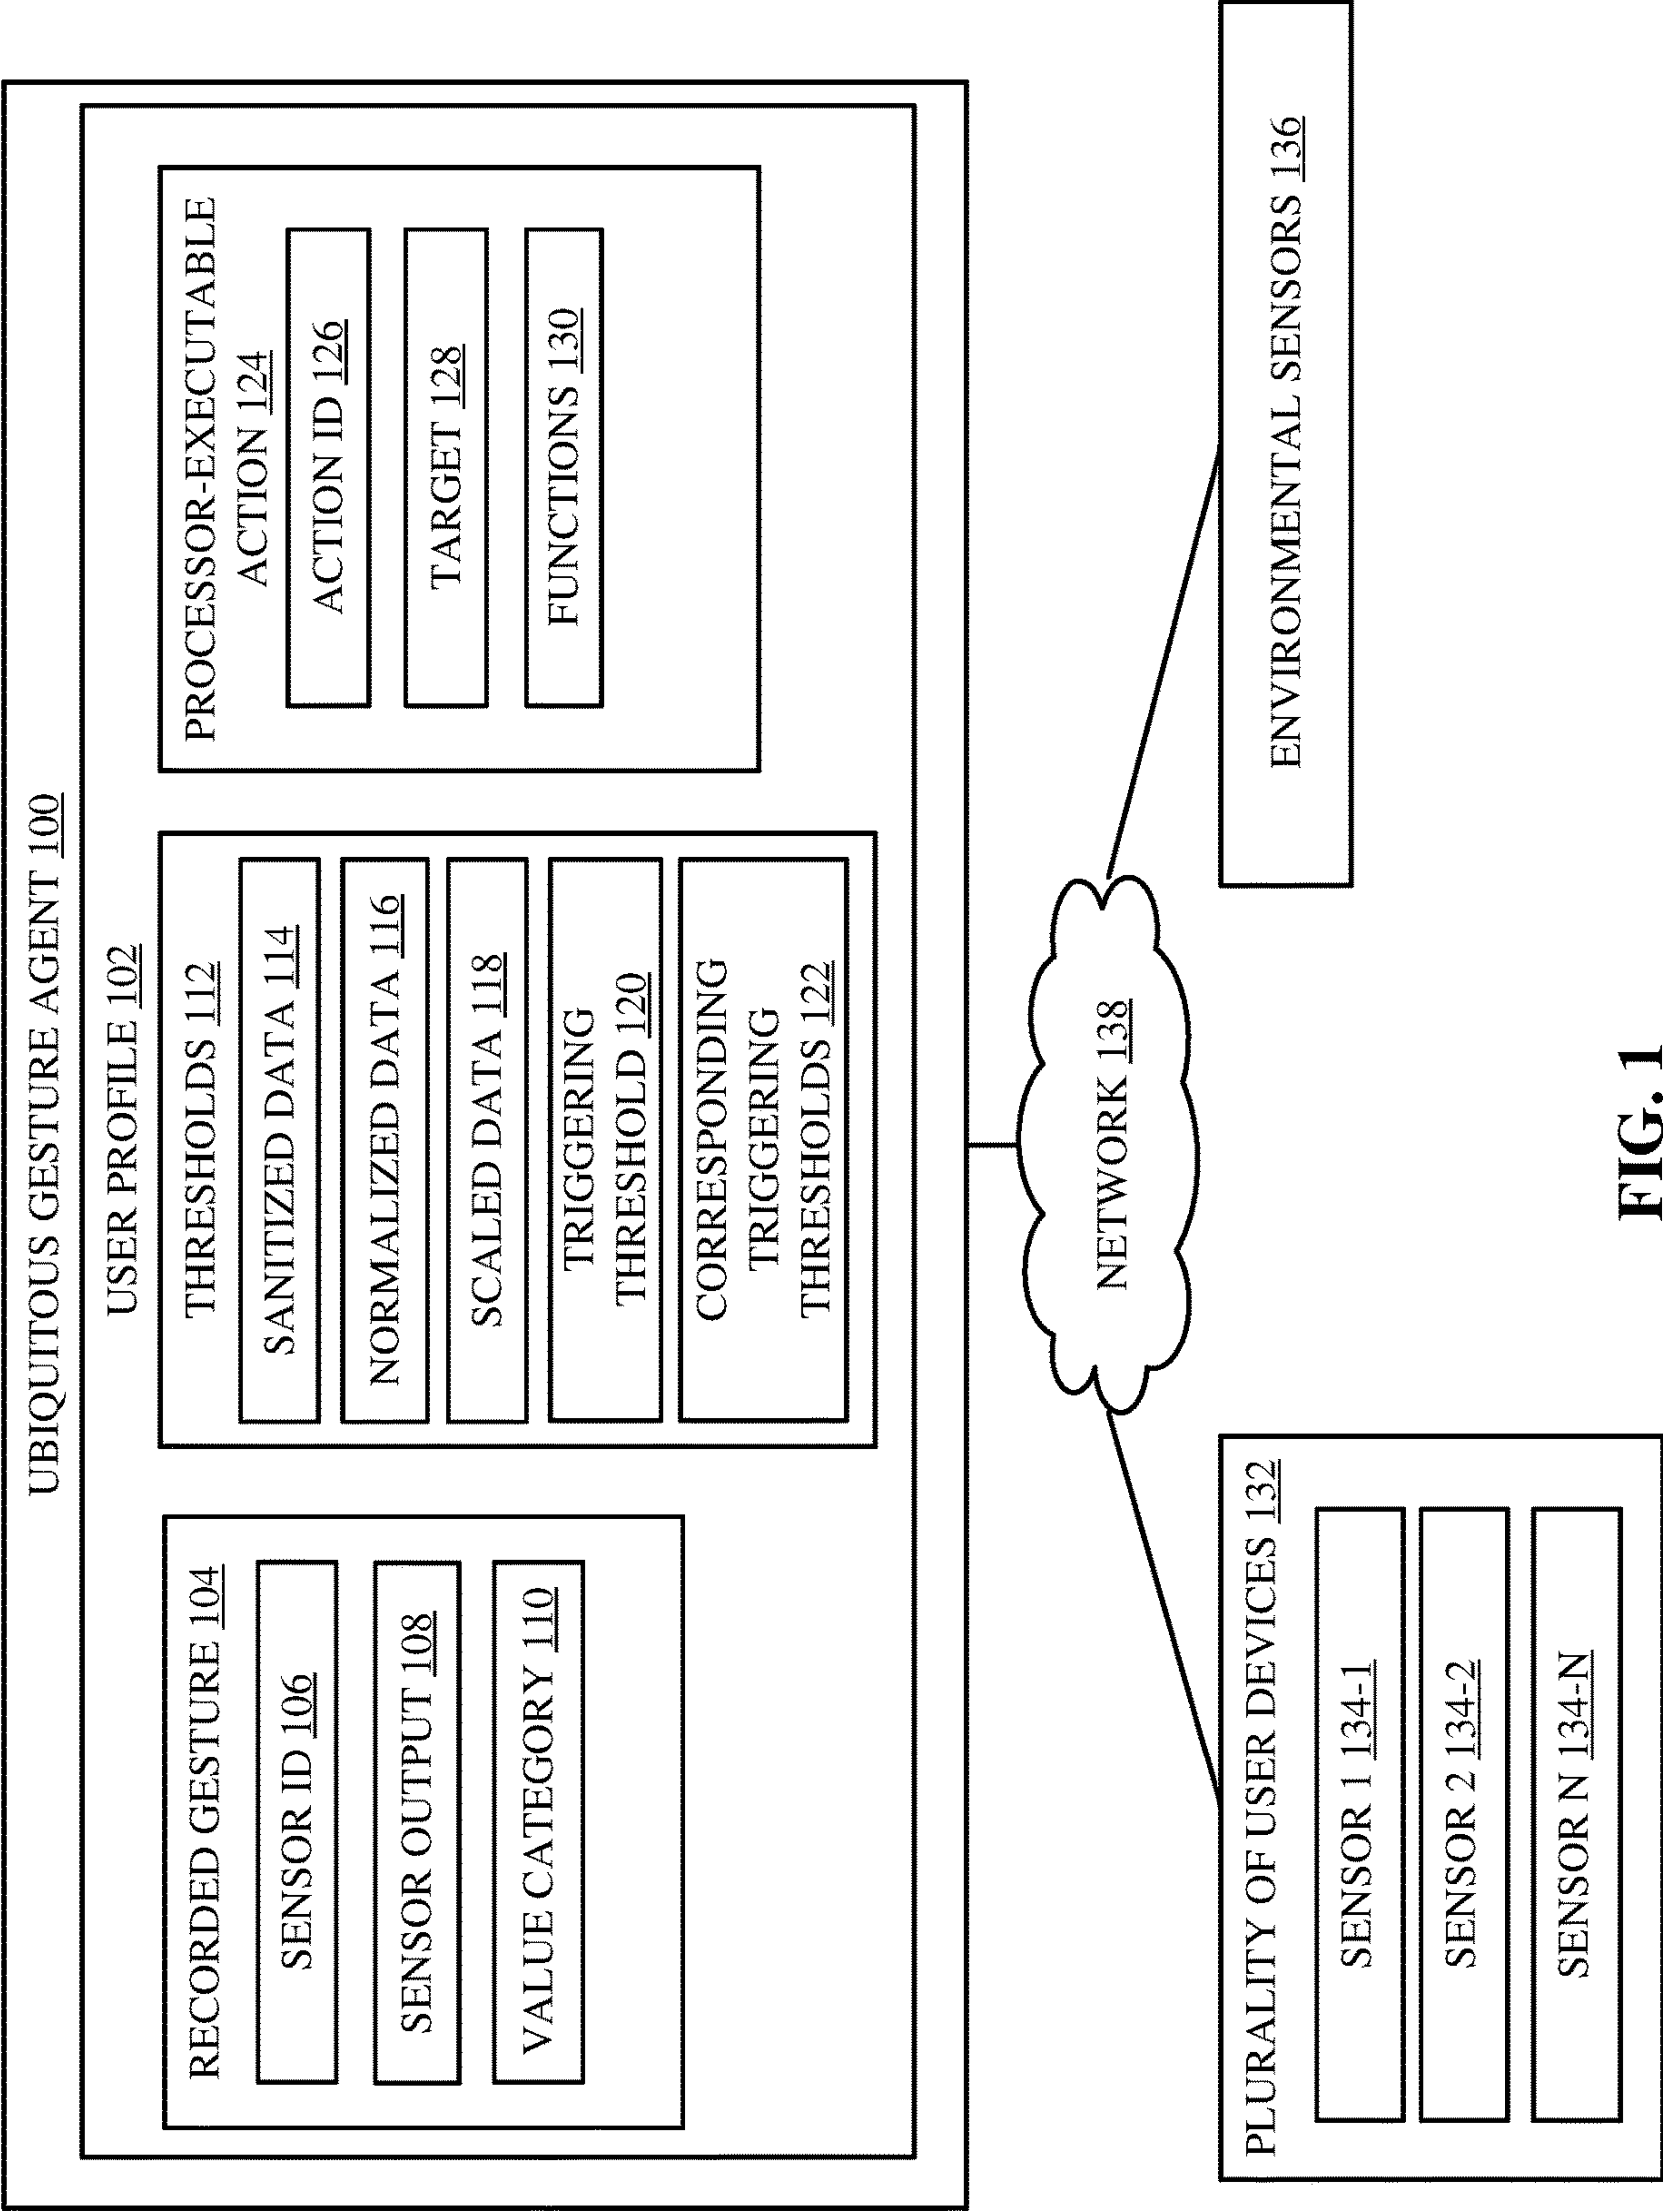 UBIQUITOUS GESTURE AGENT 100
USER PROFILE 102
RECORDED GESTURE 104
SENSOR ID 106
SENSOR OUTPUT 108
VALUE CATEGORY 110
THRESHOLDS 112
SANITIZED DATA 114
NORMALIZED DATA 116
SCALED DATA 118
TRIGGERING
THRESHOLD 120
CORRESPONDING
TRIGGERING
THRESHOLDS 122
PROCESSOR-EXECUTABLE
ACTION 124
ACTION ID 126
TARGET 128
FUNCTIONS 130
NETWORK 138
PLURALITY OF USER DEVICES 132
SENSOR 1 134-1
SENSOR 2 134-2
SENSOR N 134-N
ENVIRONMENTAL SENSORS 136
FIG. 1